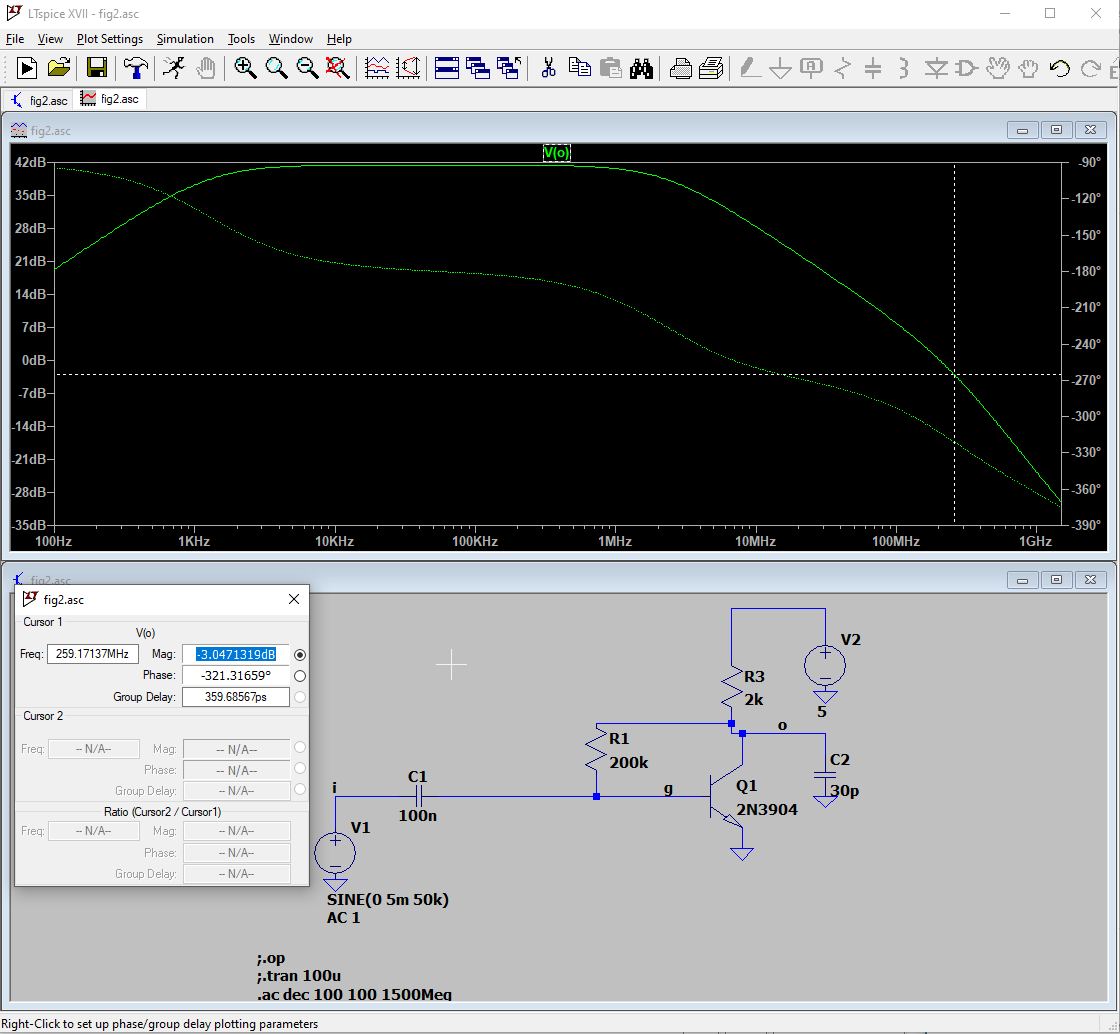 LTspice XVII - fig2.asc
File View Plot Settings Simulation Tools Window Help
fig2.asc fig2.asc
fig2.asc
V(o)
42dB -90°
35dB -120°
28dB -150°
21dB -180°
14dB -210°
7dB -240°
0dB -270°
-7dB -300°
-14dB -330°
-21dB -360°
-28dB -390°
-35dB
100Hz 1KHz 10KHz 100KHz 1MHz 10MHz 100MHz 1GHz
fig2.asc
fig2.asc
Cursor 1
V(o)
Freq: 259.17137MHz Mag: -3.0471319dB
Phase: -321.31659°
Group Delay: 359.68567ps
Cursor 2
Freq: -- N/A-- Mag: -- N/A--
Phase: -- N/A--
Group Delay: -- N/A--
Ratio (Cursor2 / Cursor1)
Freq: -- N/A-- Mag: -- N/A--
Phase: -- N/A--
Group Delay: -- N/A--
V2
5
R3
2k
o
R1
200k
C2
30p
i
C1
100n
g
Q1
2N3904
V1
SINE(0 5m 50k)
AC 1
;.op
;.tran 100u
.ac dec 100 100 1500Meg
Right-Click to set up phase/group delay plotting parameters